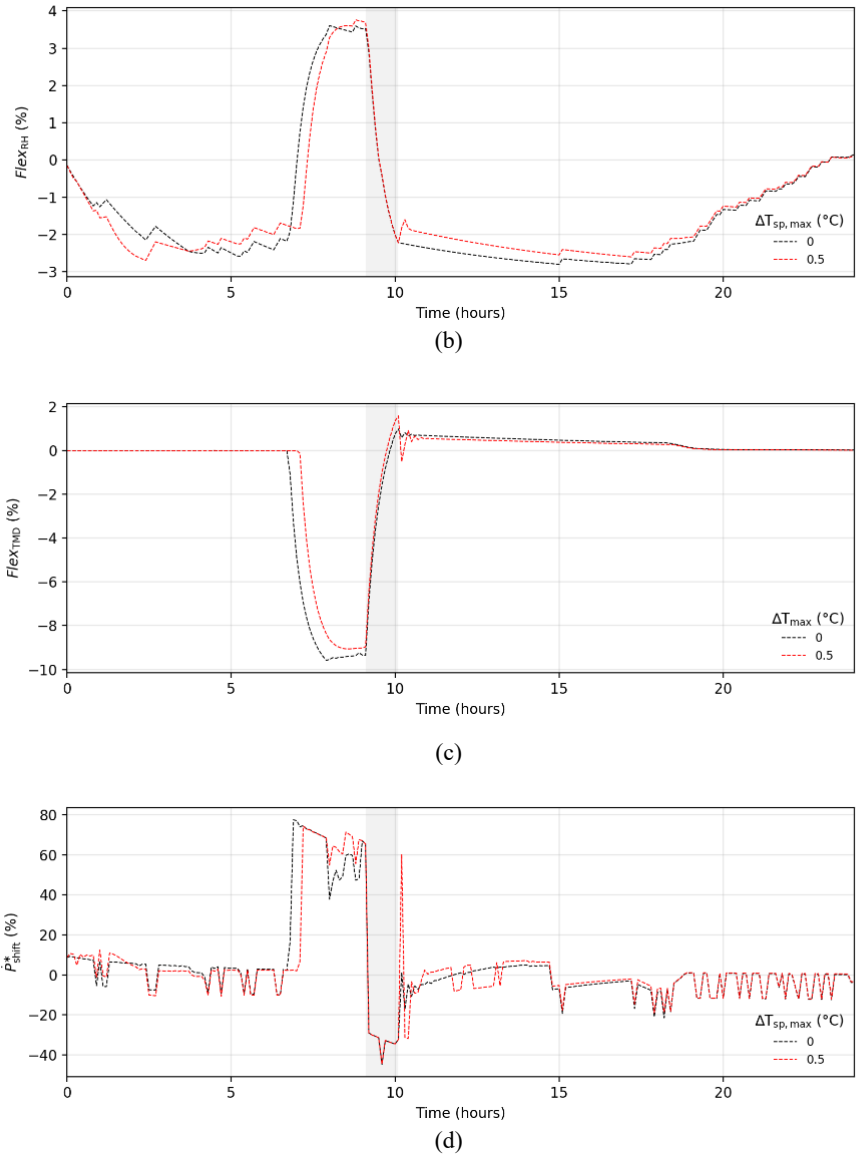 4
3
2
1
0
−1
−2
−3
Flex_RH (%)
ΔT_sp, max (°C)
0
0.5
0 5 10 15 20
Time (hours)
(b)
2
0
−2
−4
−6
−8
−10
Flex_TMD (%)
ΔT_max (°C)
0
0.5
0 5 10 15 20
Time (hours)
(c)
80
60
40
20
0
−20
−40
Ṗ*_shift (%)
ΔT_sp, max (°C)
0
0.5
0 5 10 15 20
Time (hours)
(d)